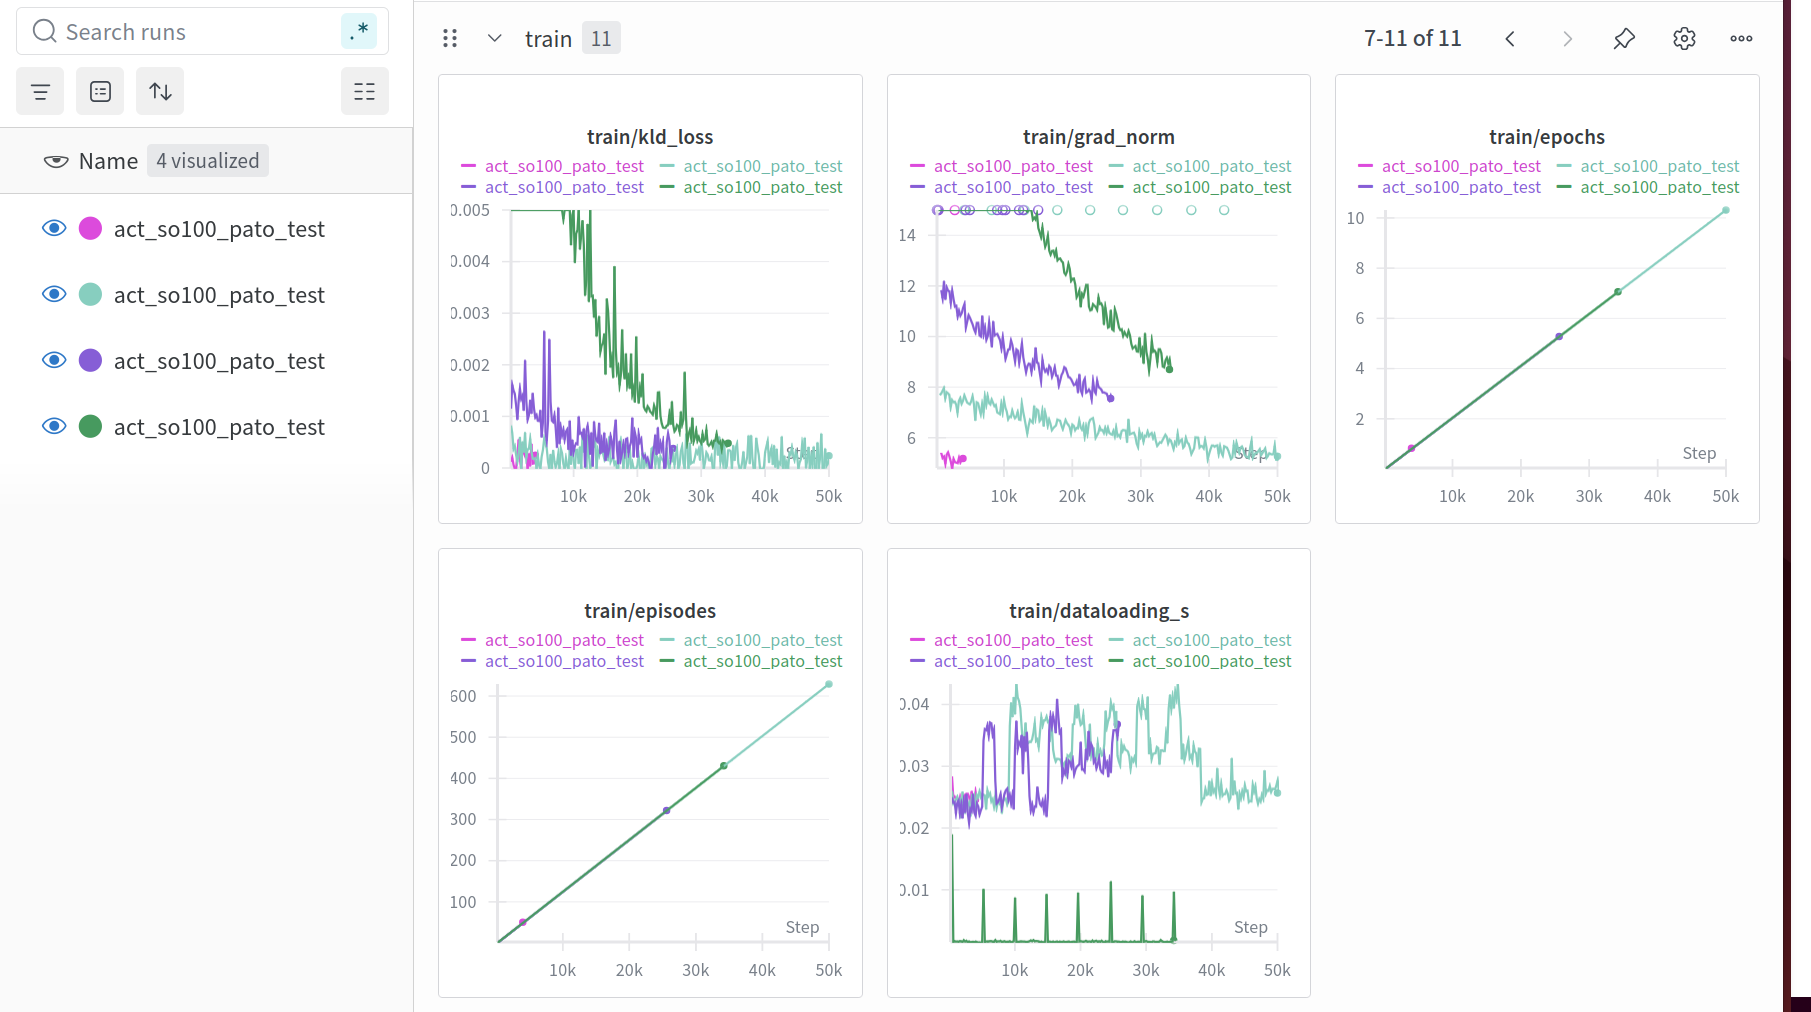 Search runs
.*
Name 4 visualized
act_so100_pato_test
act_so100_pato_test
act_so100_pato_test
act_so100_pato_test
train 11
7-11 of 11
train/kld_loss
act_so100_pato_test act_so100_pato_test
act_so100_pato_test act_so100_pato_test
0.005
0.004
0.003
0.002
0.001
0
Step
10k 20k 30k 40k 50k
train/grad_norm
act_so100_pato_test act_so100_pato_test
act_so100_pato_test act_so100_pato_test
14
12
10
8
6
Step
10k 20k 30k 40k 50k
train/epochs
act_so100_pato_test act_so100_pato_test
act_so100_pato_test act_so100_pato_test
10
8
6
4
2
Step
10k 20k 30k 40k 50k
train/episodes
act_so100_pato_test act_so100_pato_test
act_so100_pato_test act_so100_pato_test
600
500
400
300
200
100
Step
10k 20k 30k 40k 50k
train/dataloading_s
act_so100_pato_test act_so100_pato_test
act_so100_pato_test act_so100_pato_test
0.04
0.03
0.02
0.01
Step
10k 20k 30k 40k 50k